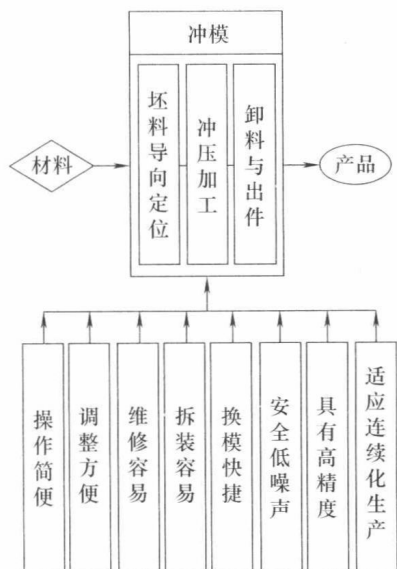 冲模
材料
坯料导向定位
冲压加工
卸料与出件
产品
操作简便
调整方便
维修容易
拆装容易
换模快捷
安全低噪声
具有高精度
适应连续化生产